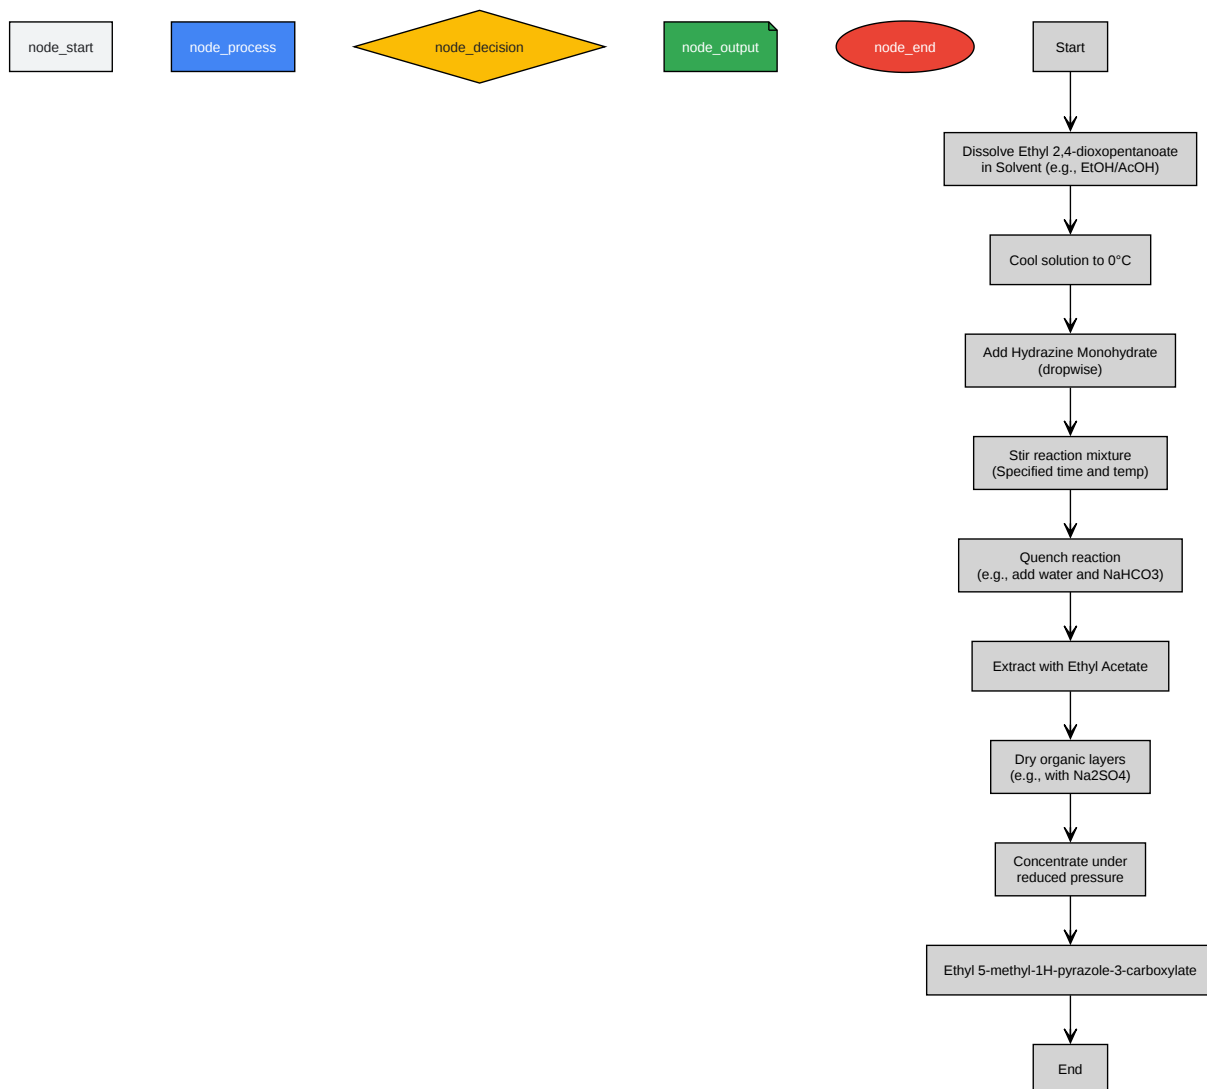 node_start
node_process
node_decision
node_output
node_end
Start
Dissolve Ethyl 2,4-dioxopentanoate
in Solvent (e.g., EtOH/AcOH)
Cool solution to 0°C
Add Hydrazine Monohydrate
(dropwise)
Stir reaction mixture
(Specified time and temp)
Quench reaction
(e.g., add water and NaHCO3)
Extract with Ethyl Acetate
Dry organic layers
(e.g., with Na2SO4)
Concentrate under
reduced pressure
Ethyl 5-methyl-1H-pyrazole-3-carboxylate
End